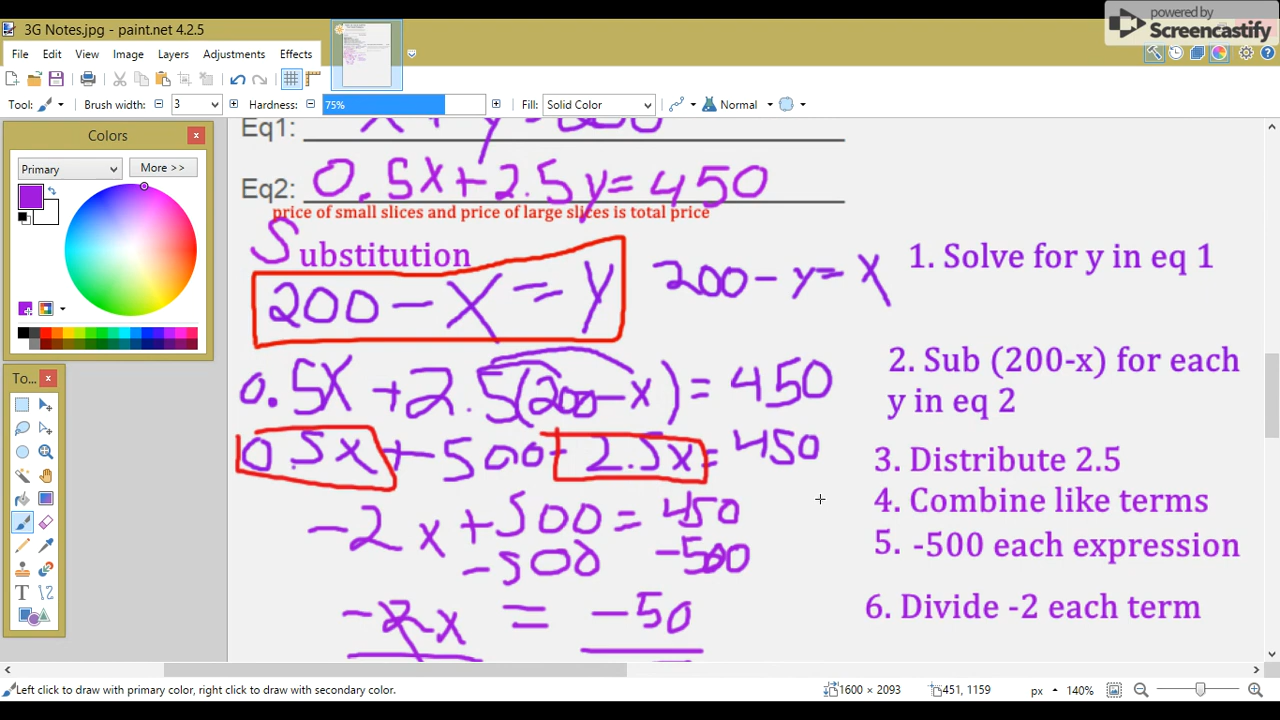 3G Notes.jpg - paint.net 4.2.5
powered by
Screencastify
File Edit View Image Layers Adjustments Effects
Tool: Brush width: 3 Hardness: 75% Fill: Solid Color Normal
Colors
Primary More >>
To...
Eq1:
Eq2: 0.5x+2.5y=450
price of small slices and price of large slices is total price
Substitution
200-x=y 200-y=x
1. Solve for y in eq 1
0.5x+2.5(200-x)=450
2. Sub (200-x) for each
y in eq 2
0.5x+500-2.5x=450
3. Distribute 2.5
4. Combine like terms
-2x+500=450
-500 -500
5. -500 each expression
-2x = -50
6. Divide -2 each term
Left click to draw with primary color, right click to draw with secondary color.
1600 × 2093
451, 1159
px
140%